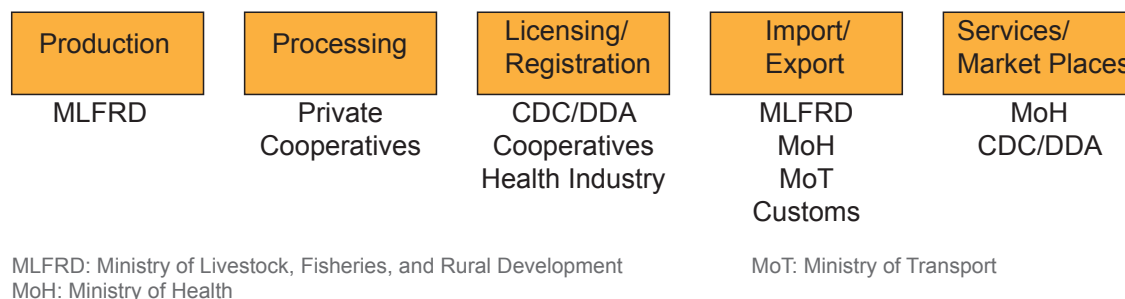 Production
MLFRD
Processing
Private
Cooperatives
Licensing/
Registration
CDC/DDA
Cooperatives
Health Industry
Import/
Export
MLFRD
MoH
MoT
Customs
Services/
Market Places
MoH
CDC/DDA
MLFRD: Ministry of Livestock, Fisheries, and Rural Development
MoH: Ministry of Health
MoT: Ministry of Transport